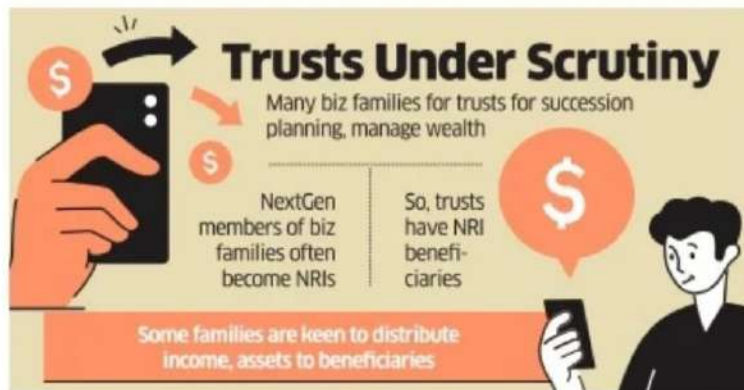 Trusts Under Scrutiny
Many biz families for trusts for succession
planning, manage wealth
NextGen
members of biz
families often
become NRIs
So, trusts
have NRI
benefi-
ciaries
Some families are keen to distribute
income, assets to beneficiaries
$
$
$